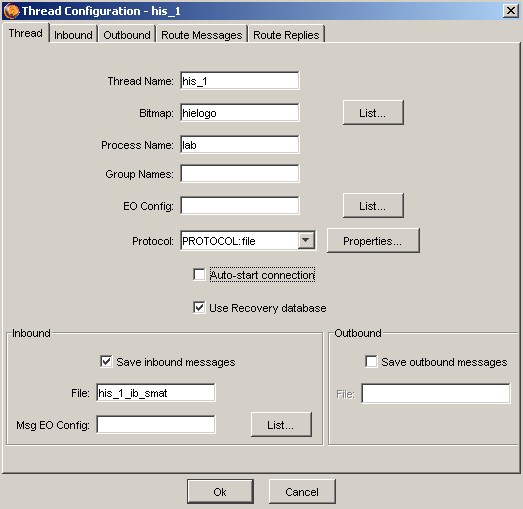 Thread Configuration - his_1
Thread Inbound Outbound Route Messages Route Replies
Thread Name: his_1
Bitmap: hielogo List...
Process Name: lab
Group Names:
EO Config: List...
Protocol: PROTOCOL:file Properties...
Auto-start connection
Use Recovery database
Inbound
Save inbound messages
File: his_1_ib_smat
Msg EO Config: List...
Outbound
Save outbound messages
File:
Ok Cancel